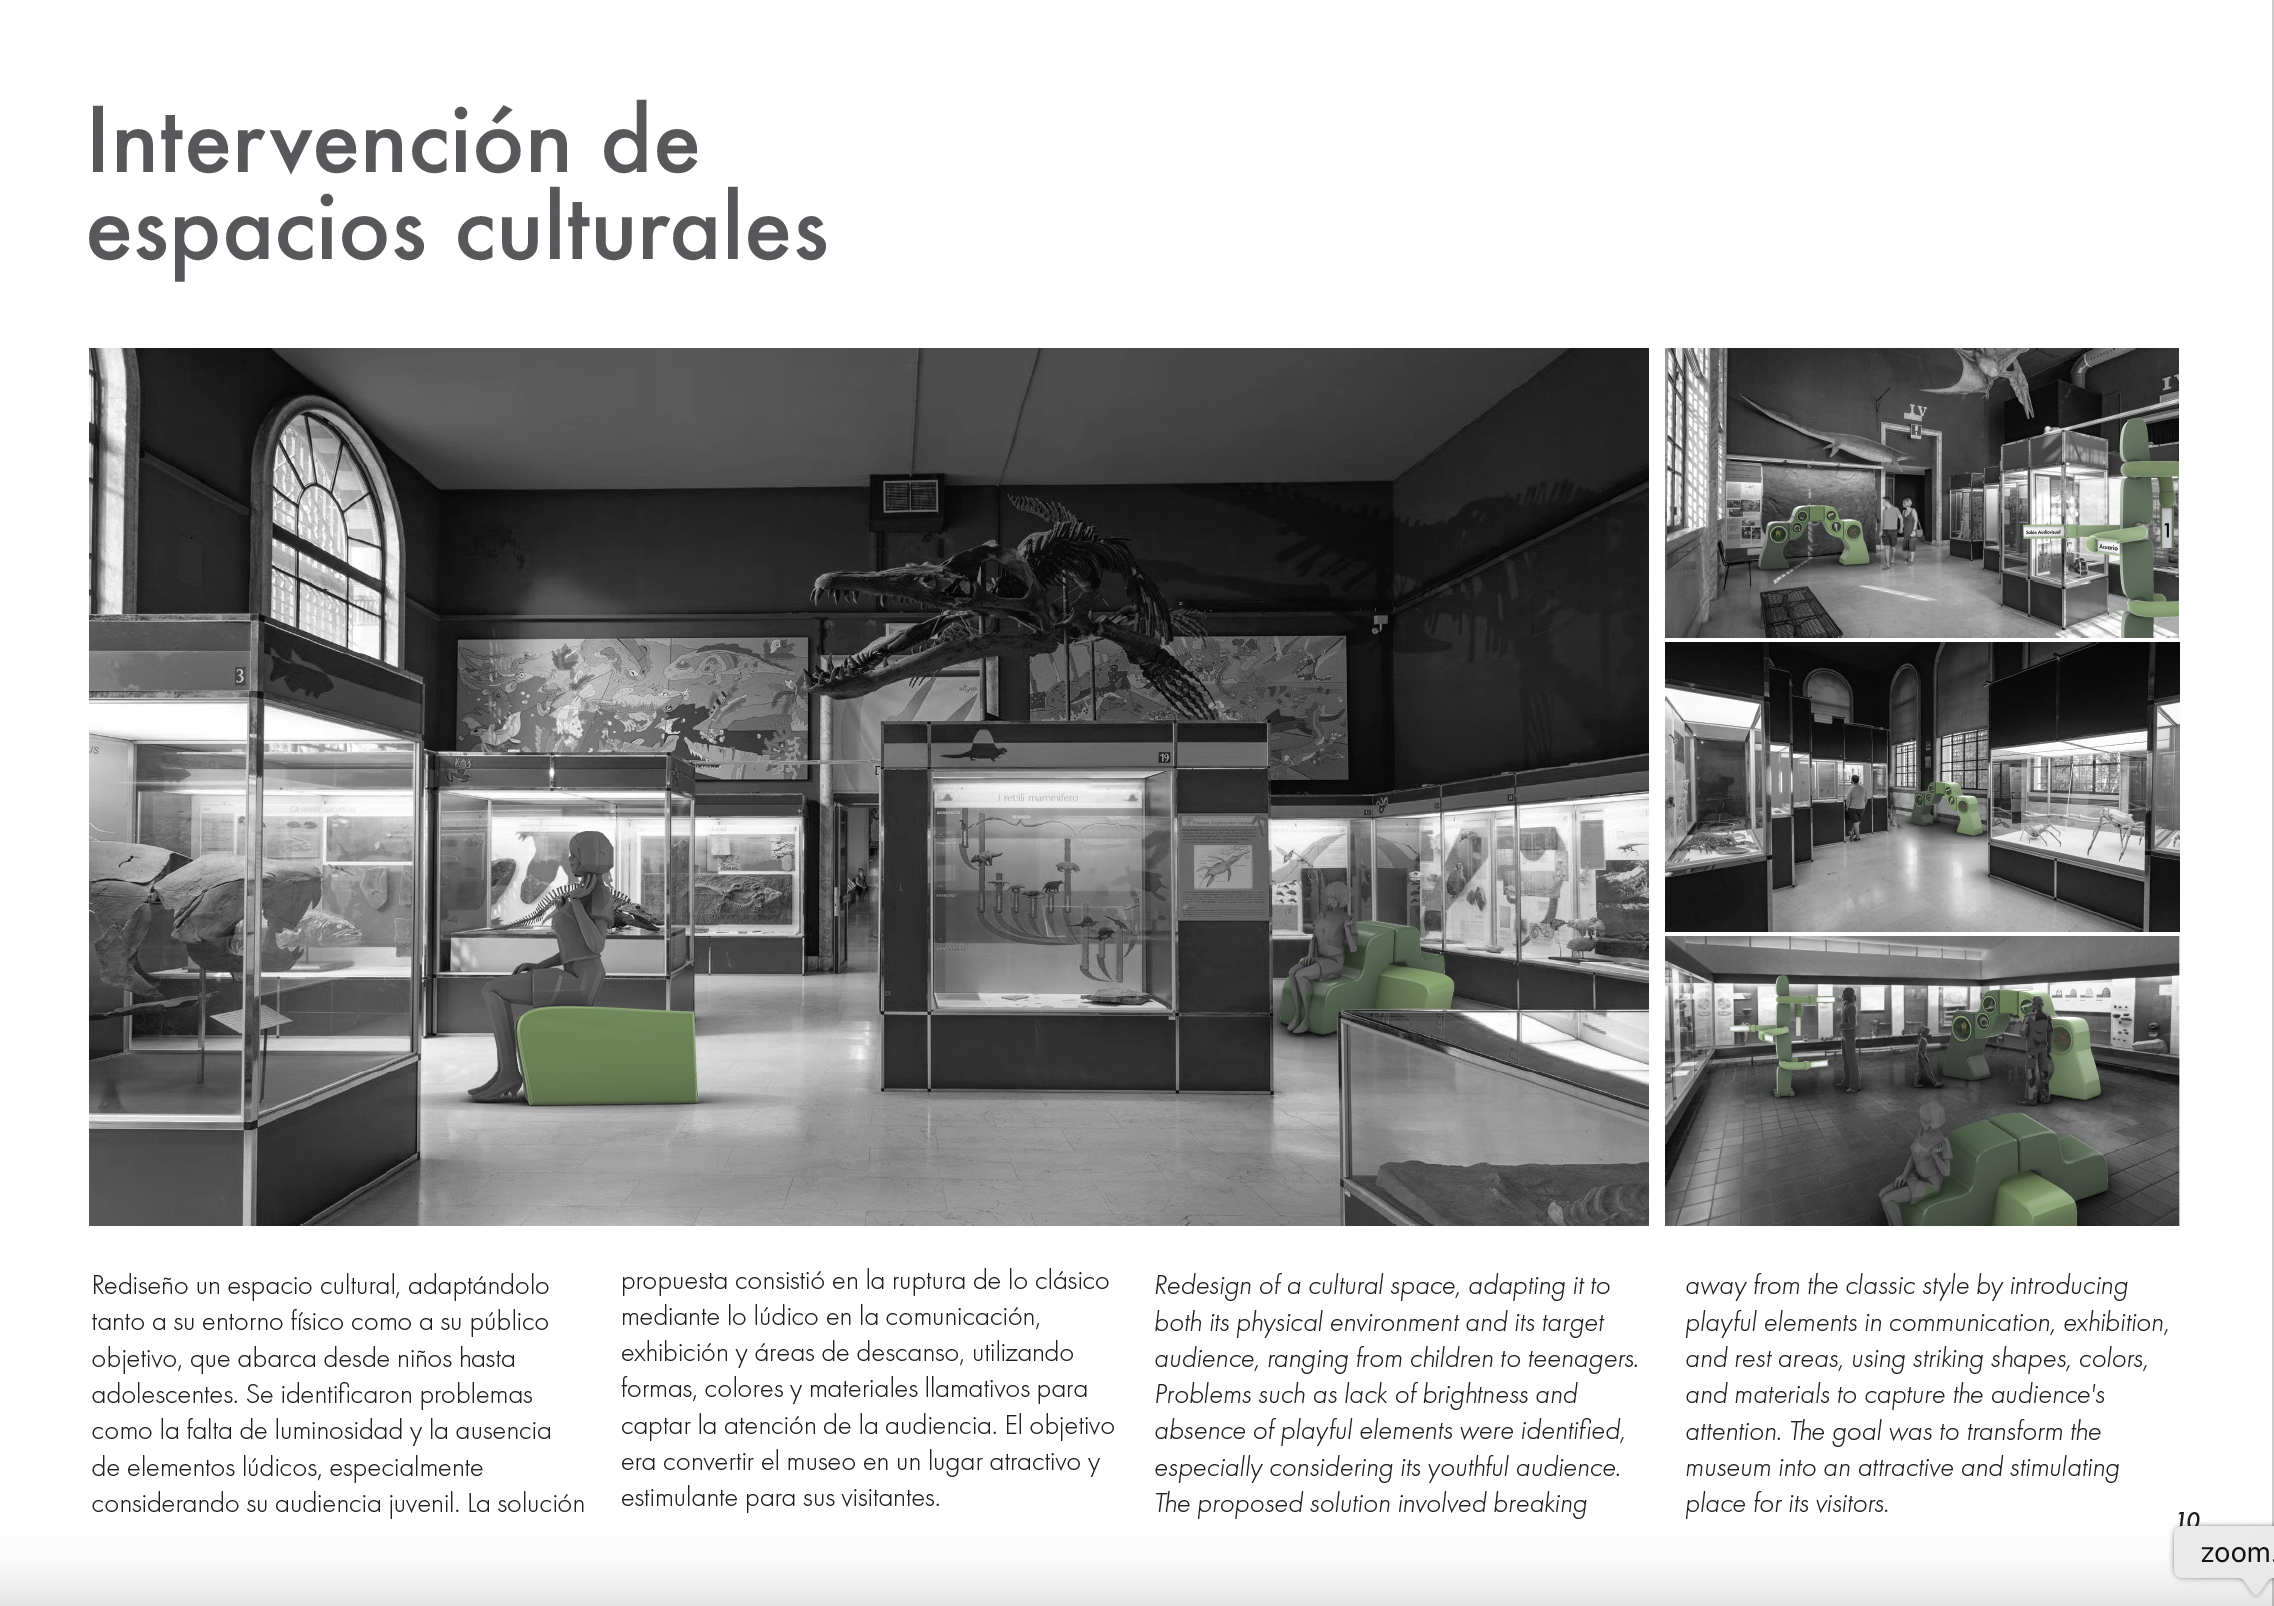 Intervención de
espacios culturales
3
19
I rettili mammifero
IV
Salón Audiovisual
Acuario
1
Rediseño un espacio cultural, adaptándolo
tanto a su entorno físico como a su público
objetivo, que abarca desde niños hasta
adolescentes. Se identificaron problemas
como la falta de luminosidad y la ausencia
de elementos lúdicos, especialmente
considerando su audiencia juvenil. La solución
propuesta consistió en la ruptura de lo clásico
mediante lo lúdico en la comunicación,
exhibición y áreas de descanso, utilizando
formas, colores y materiales llamativos para
captar la atención de la audiencia. El objetivo
era convertir el museo en un lugar atractivo y
estimulante para sus visitantes.
Redesign of a cultural space, adapting it to
both its physical environment and its target
audience, ranging from children to teenagers.
Problems such as lack of brightness and
absence of playful elements were identified,
especially considering its youthful audience.
The proposed solution involved breaking
away from the classic style by introducing
playful elements in communication, exhibition,
and rest areas, using striking shapes, colors,
and materials to capture the audience's
attention. The goal was to transform the
museum into an attractive and stimulating
place for its visitors.
10
zoom.